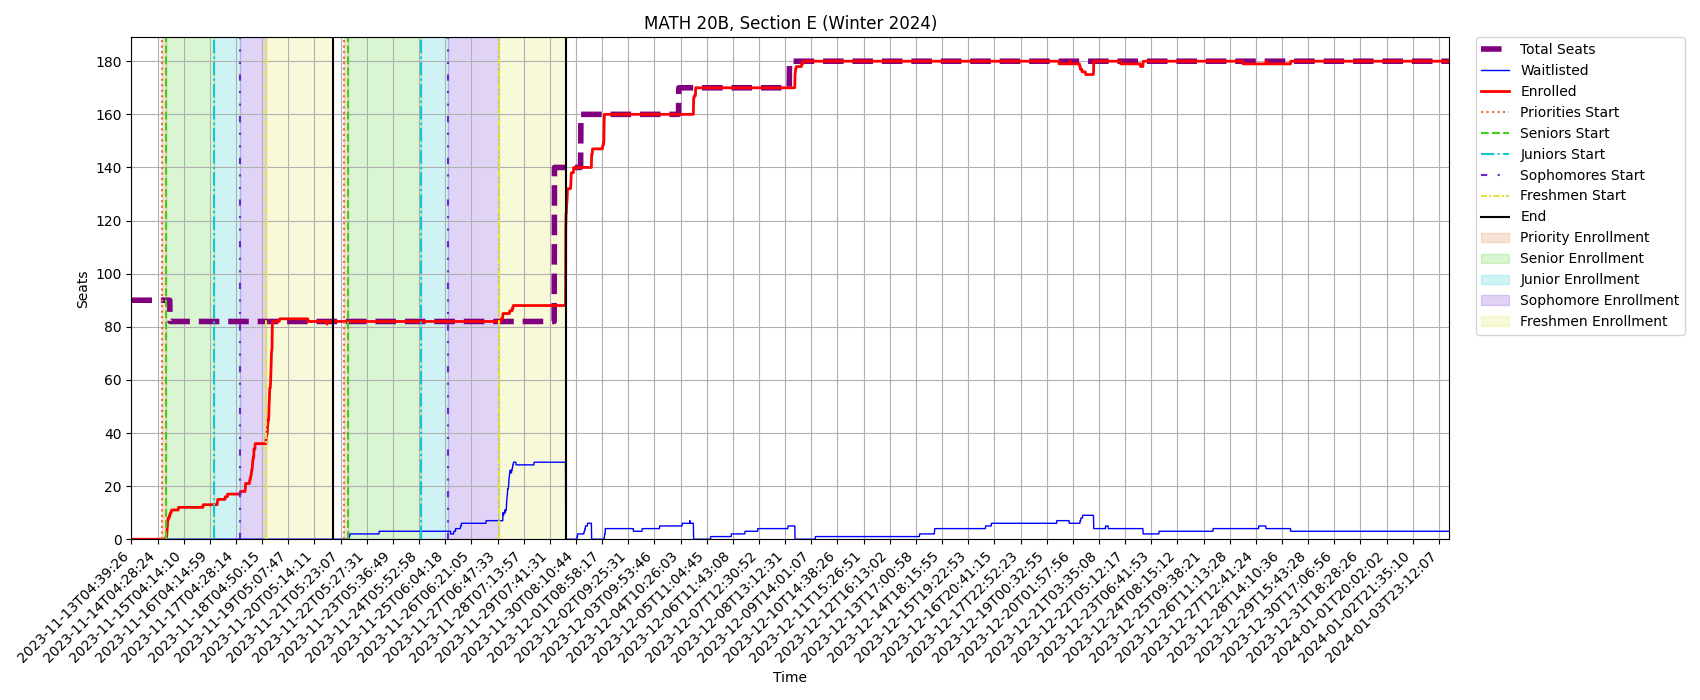 MATH 20B, Section E (Winter 2024)
Seats
180
160
140
120
100
80
60
40
20
0
2023-11-13T04:39:26
2023-11-14T04:28:24
2023-11-15T04:14:10
2023-11-16T04:14:59
2023-11-17T04:28:14
2023-11-18T04:50:15
2023-11-19T05:07:47
2023-11-20T05:14:11
2023-11-21T05:23:07
2023-11-22T05:27:31
2023-11-23T05:36:49
2023-11-24T05:52:58
2023-11-26T06:04:18
2023-11-26T06:21:05
2023-11-27T06:47:33
2023-11-28T07:13:57
2023-11-29T07:41:31
2023-11-30T08:10:44
2023-12-01T08:58:17
2023-12-02T09:25:31
2023-12-03T09:53:46
2023-12-04T10:26:03
2023-12-05T11:04:45
2023-12-06T11:43:08
2023-12-07T12:30:52
2023-12-08T13:12:31
2023-12-09T14:01:07
2023-12-10T14:38:26
2023-12-11T15:26:51
2023-12-12T16:13:02
2023-12-13T17:00:58
2023-12-14T18:15:55
2023-12-15T19:22:53
2023-12-16T20:41:15
2023-12-17T22:52:23
2023-12-19T00:32:55
2023-12-20T01:57:56
2023-12-21T03:35:08
2023-12-22T05:12:17
2023-12-23T06:41:53
2023-12-24T08:15:12
2023-12-25T09:38:21
2023-12-26T11:13:28
2023-12-27T12:41:24
2023-12-28T14:10:36
2023-12-29T15:43:28
2023-12-30T17:06:56
2023-12-31T18:28:26
2024-01-01T20:02:02
2024-01-02T21:35:10
2024-01-03T23:12:07
Time
Total Seats
Waitlisted
Enrolled
Priorities Start
Seniors Start
Juniors Start
Sophomores Start
Freshmen Start
End
Priority Enrollment
Senior Enrollment
Junior Enrollment
Sophomore Enrollment
Freshmen Enrollment